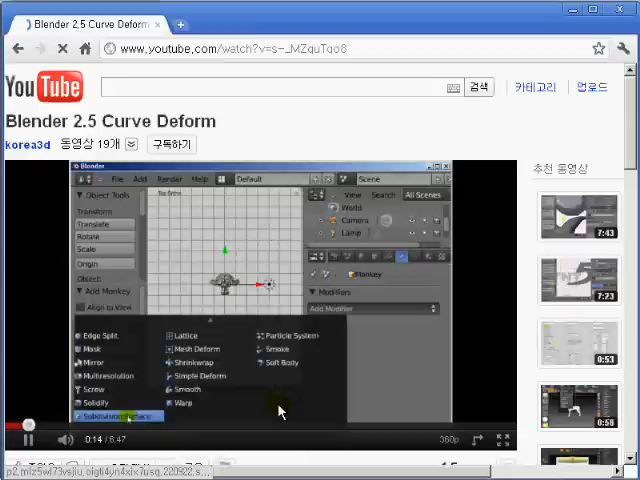 Blender 2.5 Curve Deform
www.youtube.com/watch?v=s-_MZquTqo8
YouTube
검색
카테고리
업로드
Blender 2.5 Curve Deform
korea3d
동영상 19개
구독하기
추천 동영상
Blender
File Add Render Help
Default
Scene
Object Tools
View Search All Scenes
World
Transform
Camera
Translate
Lamp
Rotate
Scale
Origin
Object:
Monkey
Add Monkey
Modifiers
Align to View
Add Modifier
Edge Split Lattice Particle System
Mask Mesh Deform Smoke
Mirror Shrinkwrap Soft Body
Multiresolution Simple Deform
Screw Smooth
Solidify Warp
Subdivision Surface
7:43
7:23
0:53
0:58
0:14 / 6:47
360p